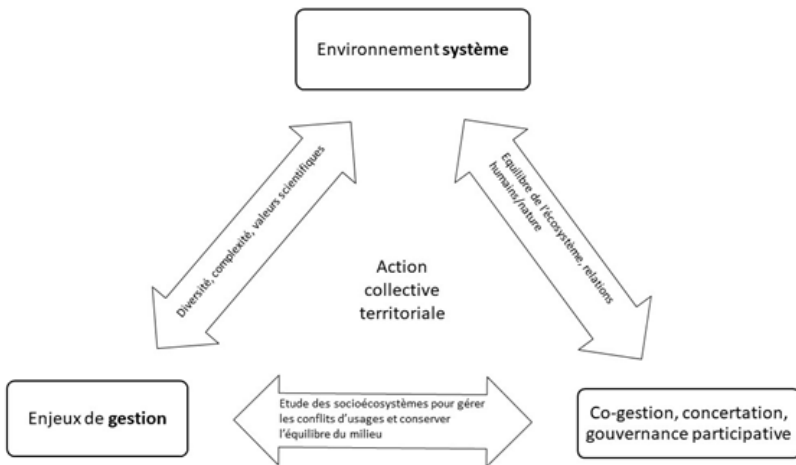 Environnement système
Diversité, complexité, valeurs scientifiques
Equilibre de l'écosystème, relations
humains/nature
Action
collective
territoriale
Enjeux de gestion
Etude des socioécosystèmes pour gérer
les conflits d'usages et conserver
l'équilibre du milieu
Co-gestion, concertation,
gouvernance participative